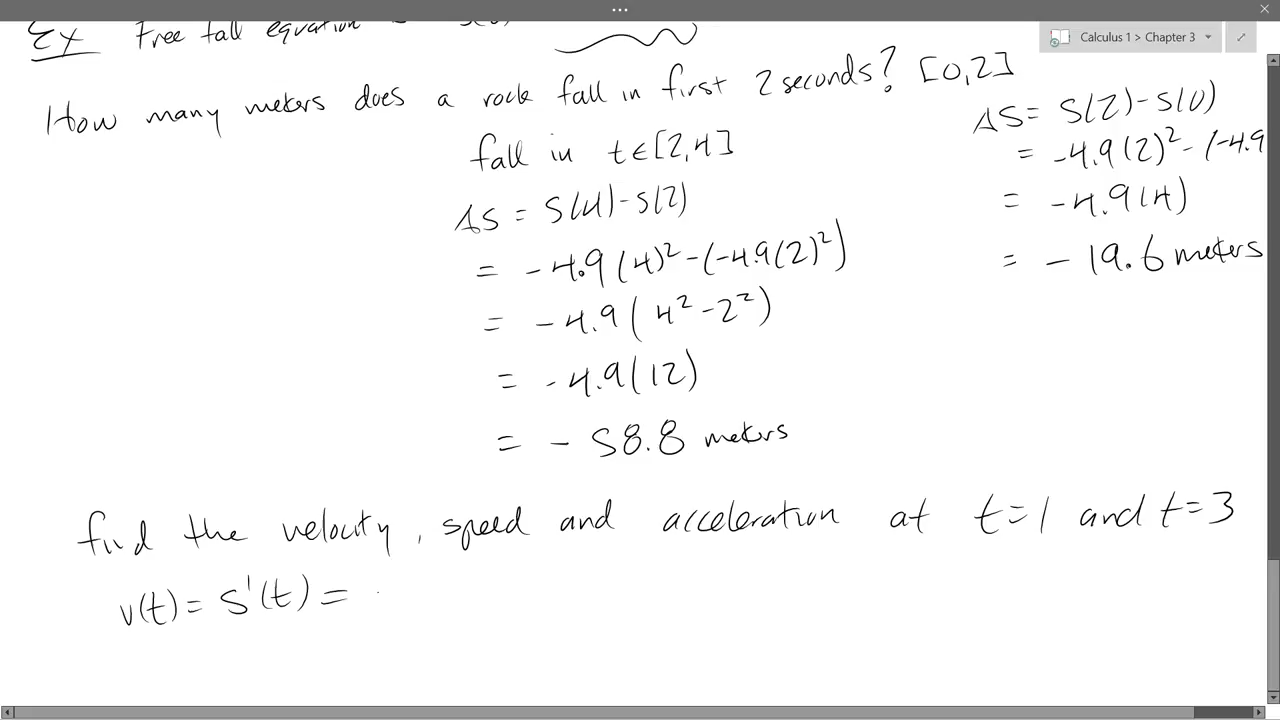 Calculus 1 > Chapter 3
Ex Free fall equation
How many meters does a rock fall in first 2 seconds? [0,2]
fall in t∈[2,4]
ΔS = S(4)-S(2)
= -4.9(4)²-(-4.9(2)²)
= -4.9(4²-2²)
= -4.9(12)
= -58.8 meters
ΔS= S(2)-S(0)
= -4.9(2)²-(-4.9
= -4.9(4)
= -19.6 meters
find the velocity, speed and acceleration at t=1 and t=3
v(t)= S'(t) =